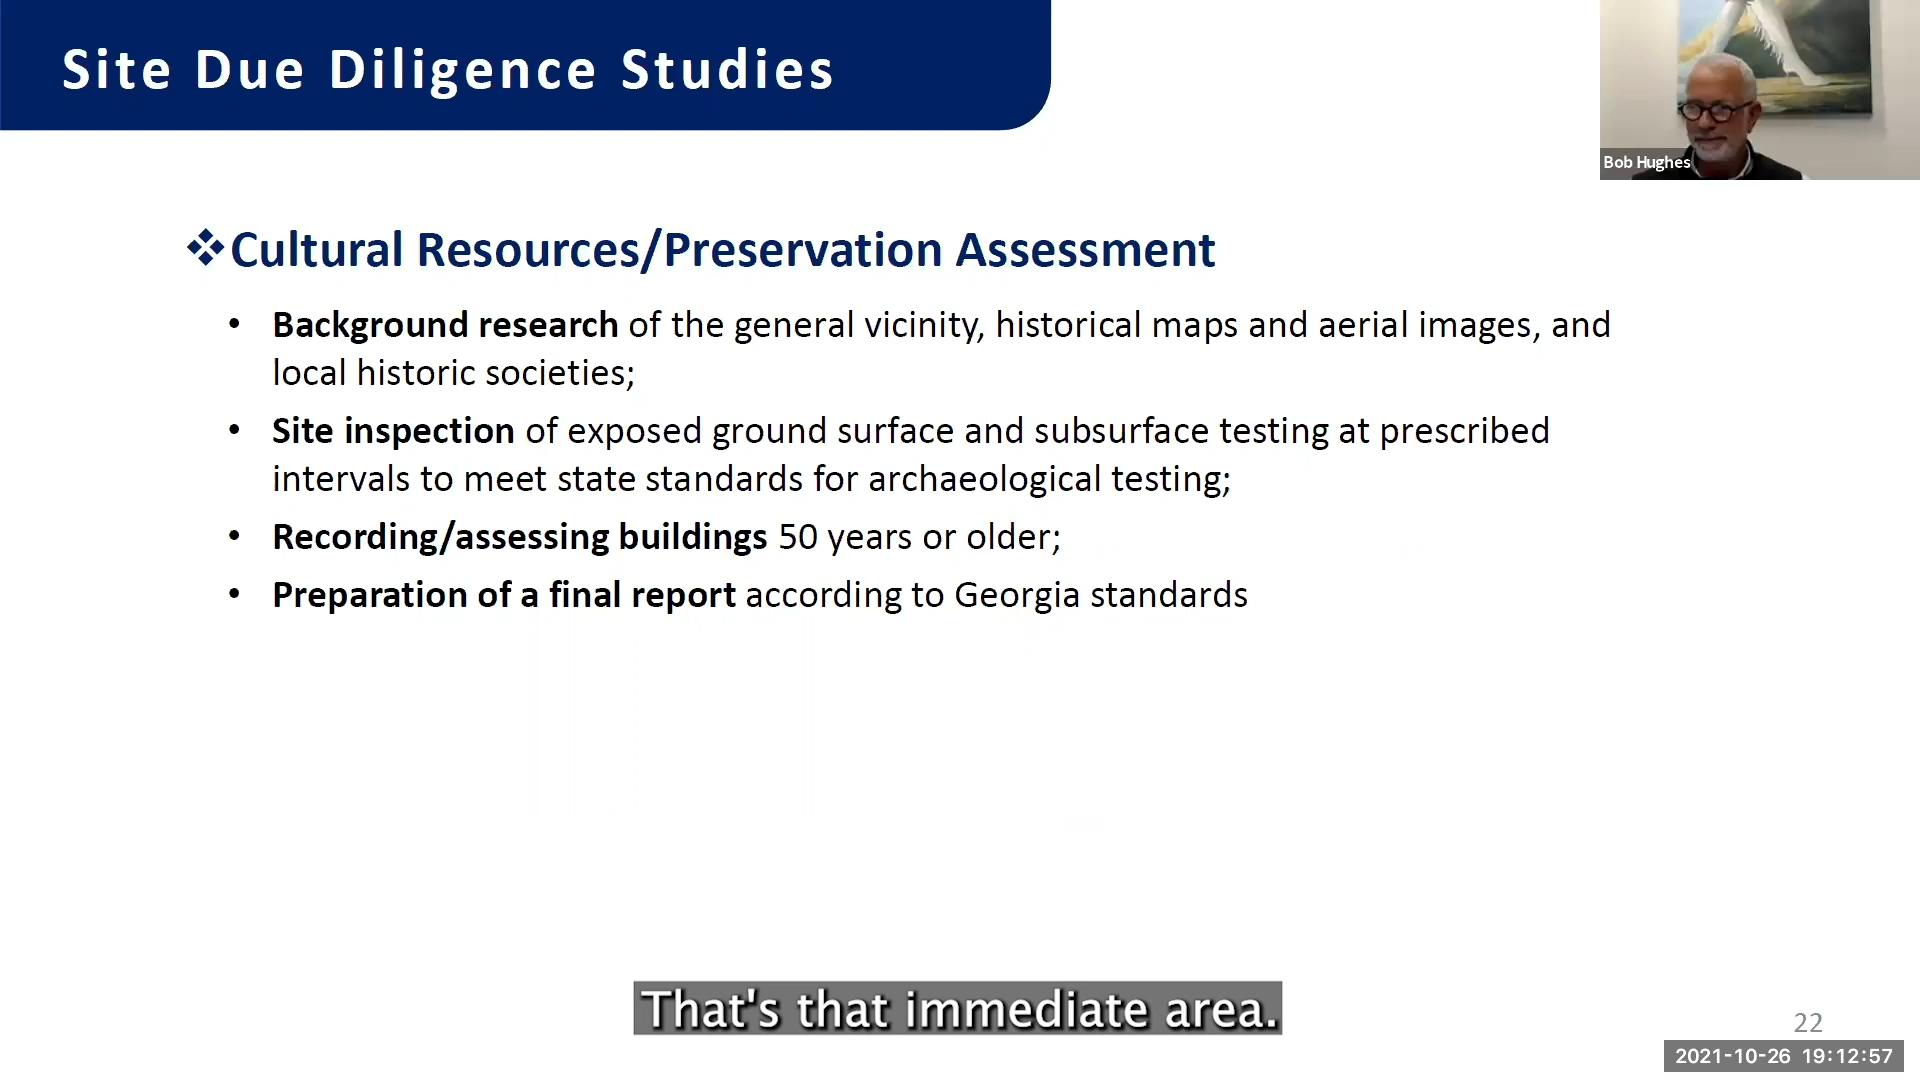 Site Due Diligence Studies
Bob Hughes
❖Cultural Resources/Preservation Assessment
• Background research of the general vicinity, historical maps and aerial images, and
local historic societies;
• Site inspection of exposed ground surface and subsurface testing at prescribed
intervals to meet state standards for archaeological testing;
• Recording/assessing buildings 50 years or older;
• Preparation of a final report according to Georgia standards
That's that immediate area.
22
2021-10-26 19:12:57